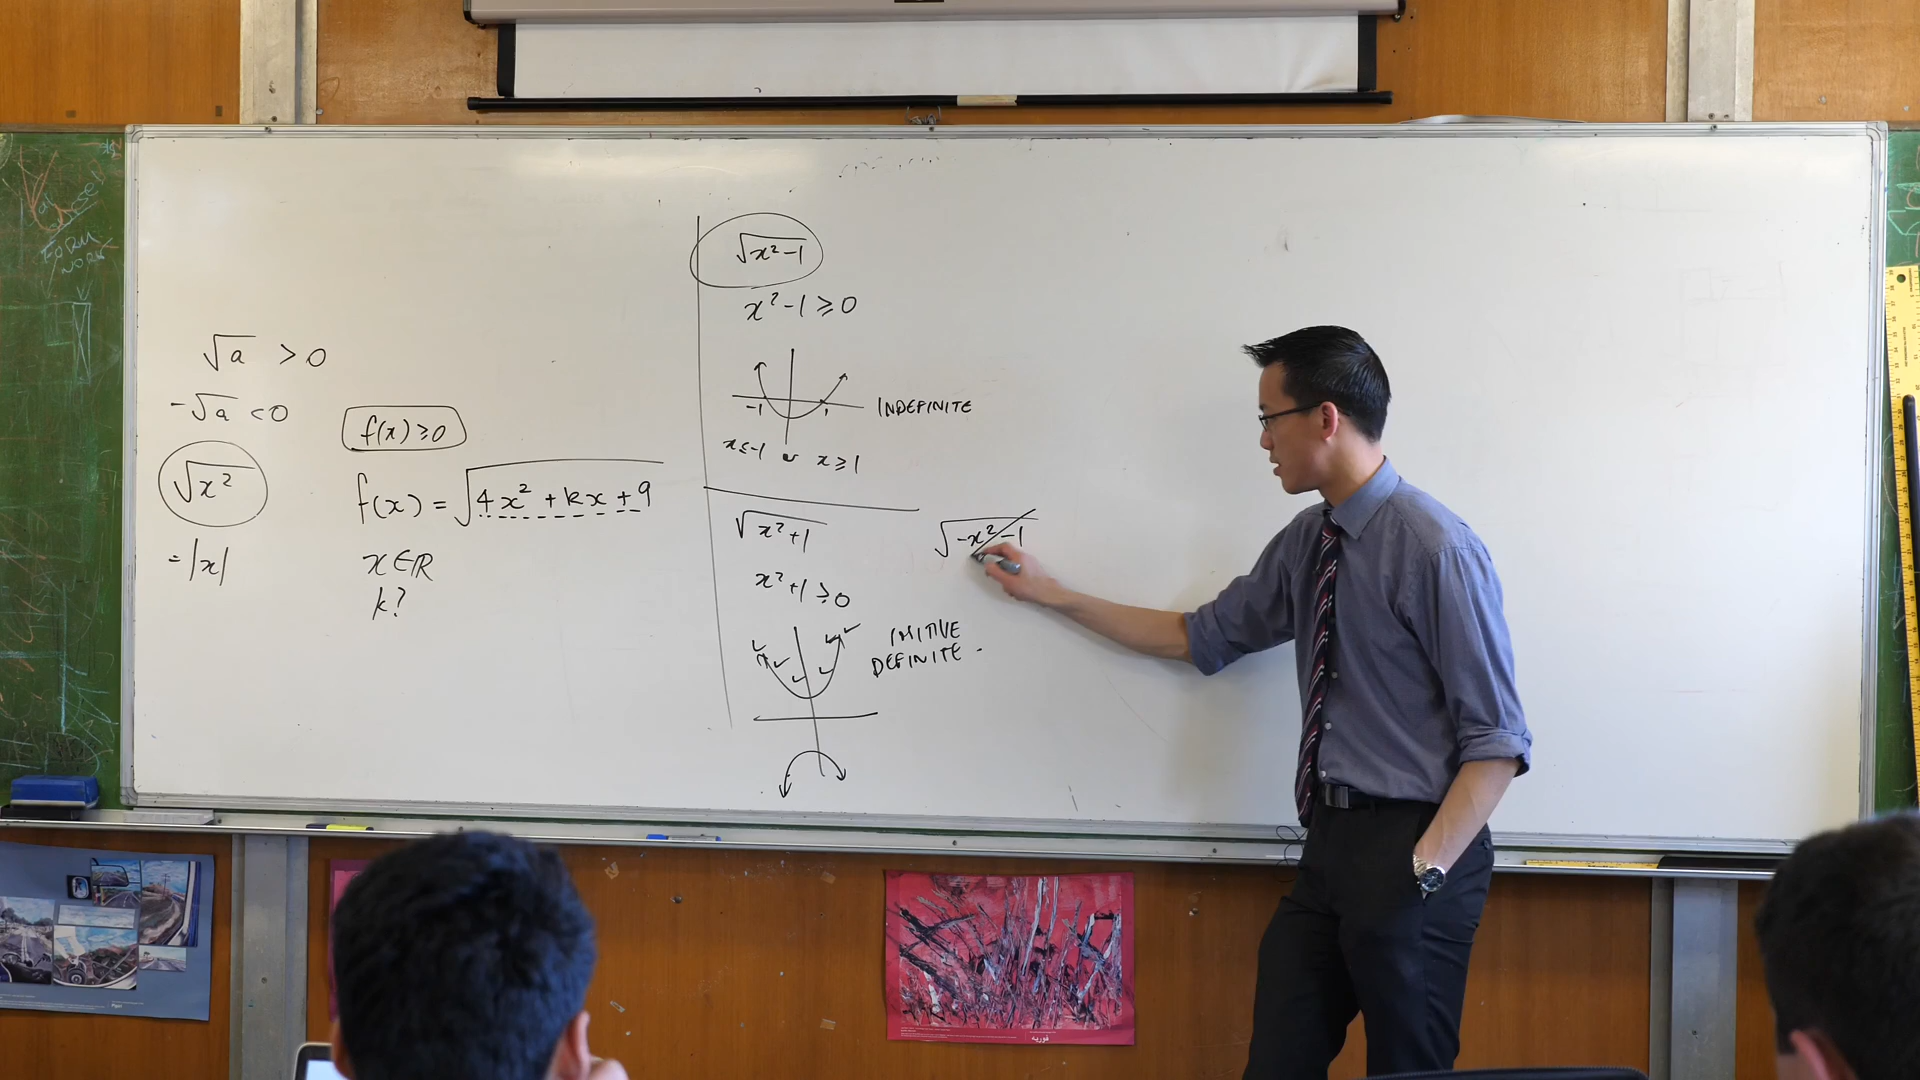 √a > 0
-√a < 0
√x²
= |x|
f(x) ≥ 0
f(x) = √4x² + kx + 9
x ∈ ℝ
k?
√x²-1
x²-1 ≥ 0
-1 1
INDEFINITE
x ≤ -1 or x ≥ 1
√x²+1
x²+1 ≥ 0
POSITIVE
DEFINITE
√-x²-1
FORM